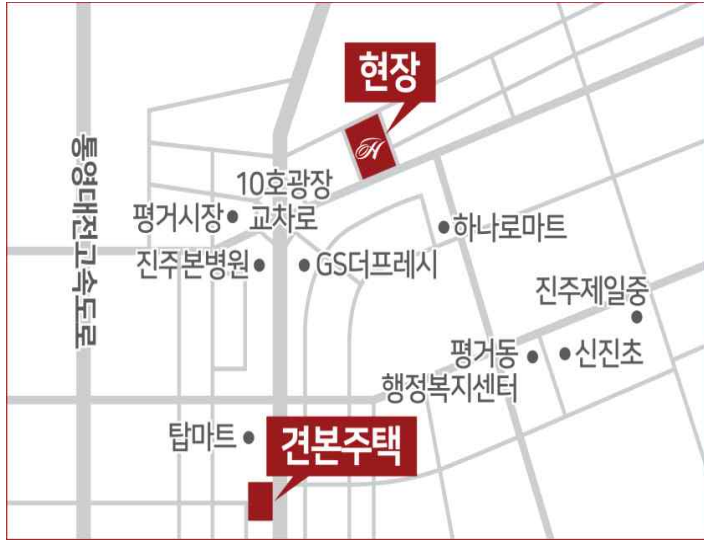 현장
H
10호광장
교차로
평거시장
하나로마트
진주본병원
GS더프레시
통영대전고속도로
진주제일중
평거동
행정복지센터
신진초
탑마트
견본주택